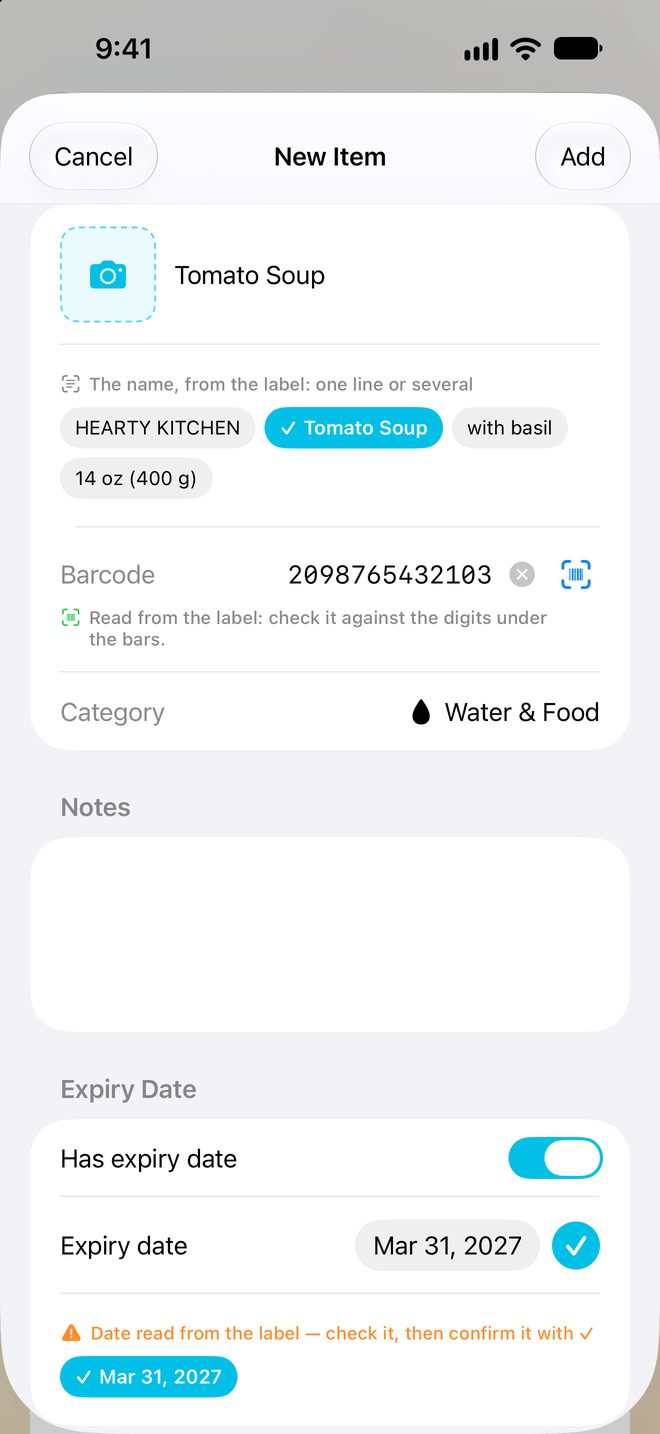 9:41
Cancel
New Item
Add
Tomato Soup
The name, from the label: one line or several
HEARTY KITCHEN
✓ Tomato Soup
with basil
14 oz (400 g)
Barcode
2098765432103
Read from the label: check it against the digits under
the bars.
Category
Water & Food
Notes
Expiry Date
Has expiry date
Expiry date
Mar 31, 2027
Date read from the label — check it, then confirm it with ✓
✓ Mar 31, 2027